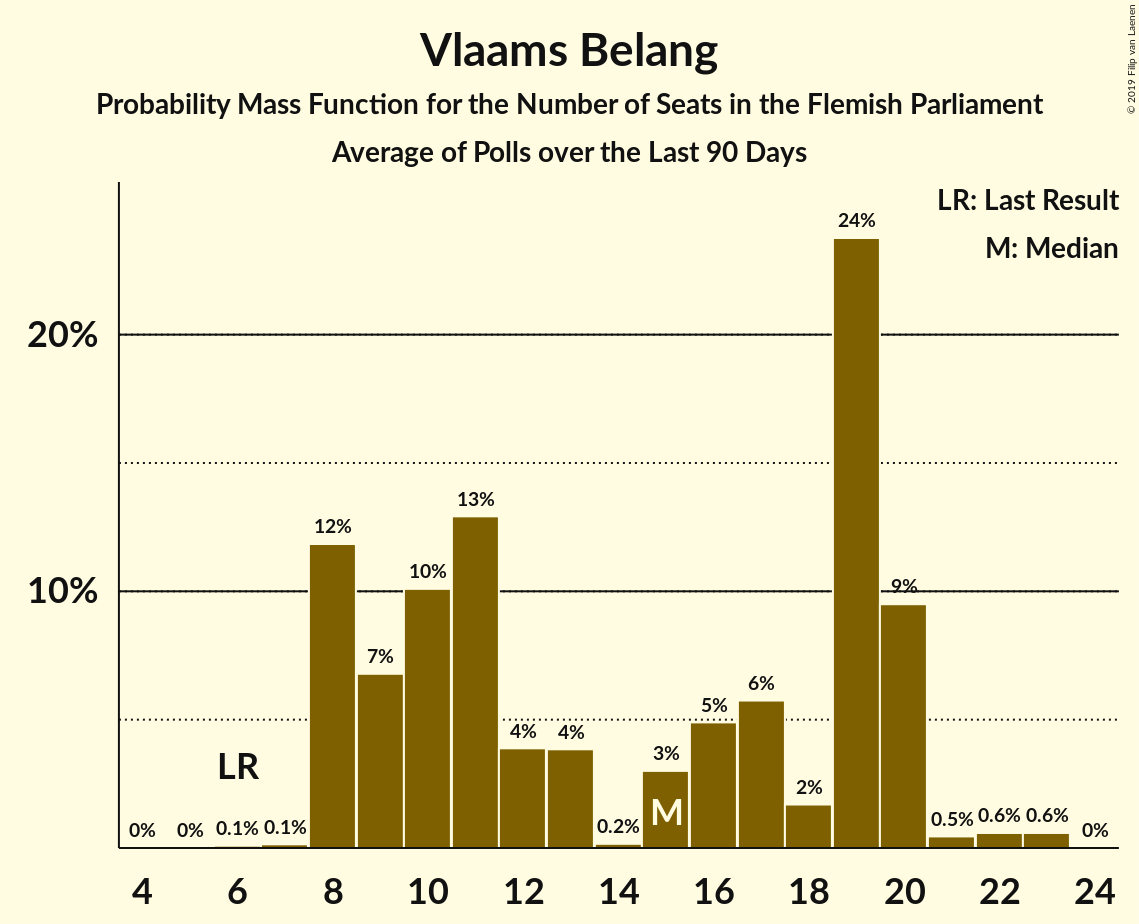 Vlaams Belang
Probability Mass Function for the Number of Seats in the Flemish Parliament
Average of Polls over the Last 90 Days
© 2019 Filip van Laenen
LR: Last Result
M: Median
20%
10%
0%
0%
0.1%
0.1%
12%
7%
10%
13%
4%
4%
0.2%
3%
5%
6%
2%
24%
9%
0.5%
0.6%
0.6%
0%
LR
M
4 6 8 10 12 14 16 18 20 22 24